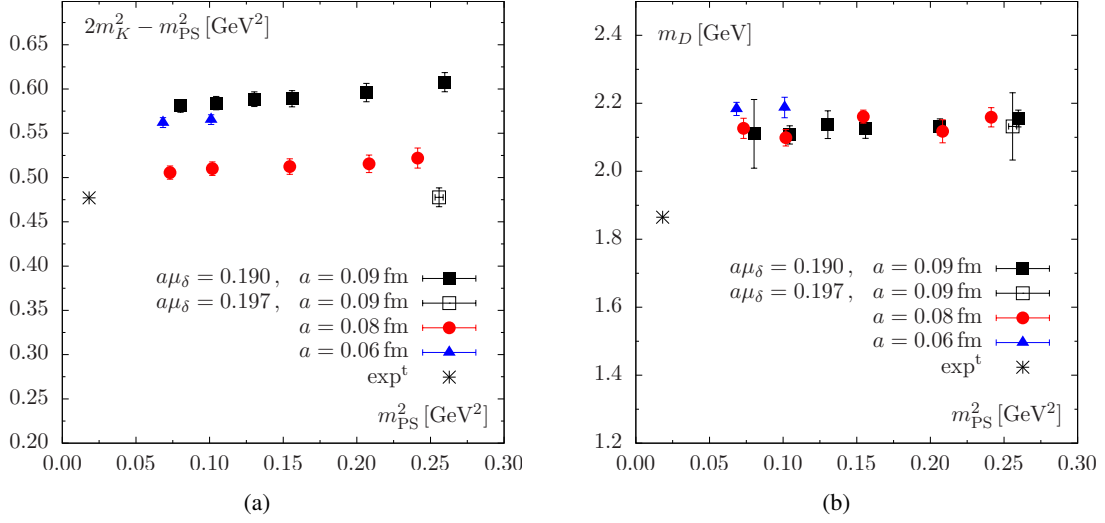 2m_K^2 − m_PS^2 [GeV^2]
0.65
0.60
0.55
0.50
0.45
0.40
0.35
0.30
0.25
0.20
aμ_δ = 0.190 , a = 0.09 fm
aμ_δ = 0.197 , a = 0.09 fm
a = 0.08 fm
a = 0.06 fm
exp^t
m_PS^2 [GeV^2]
0.00 0.05 0.10 0.15 0.20 0.25 0.30
(a)
m_D [GeV]
2.4
2.2
2.0
1.8
1.6
1.4
1.2
aμ_δ = 0.190 , a = 0.09 fm
aμ_δ = 0.197 , a = 0.09 fm
a = 0.08 fm
a = 0.06 fm
exp^t
m_PS^2 [GeV^2]
0.00 0.05 0.10 0.15 0.20 0.25 0.30
(b)